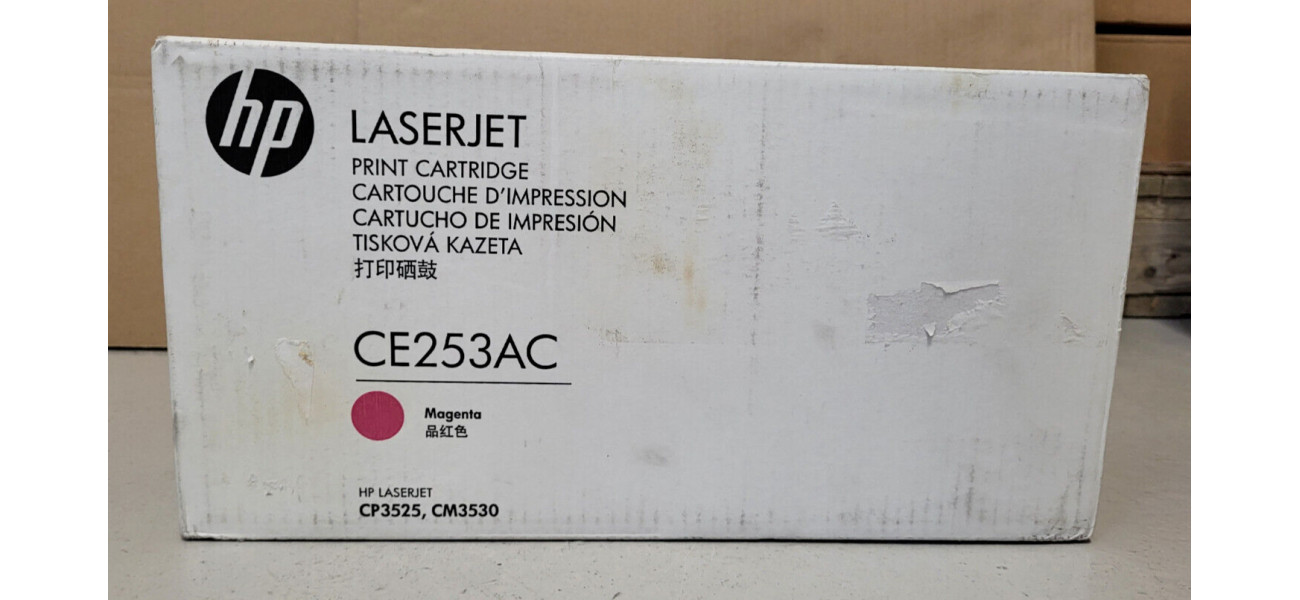 hp
LASERJET
PRINT CARTRIDGE
CARTOUCHE D'IMPRESSION
CARTUCHO DE IMPRESIÓN
TISKOVÁ KAZETA
打印硒鼓
CE253AC
Magenta
品红色
HP LASERJET
CP3525, CM3530